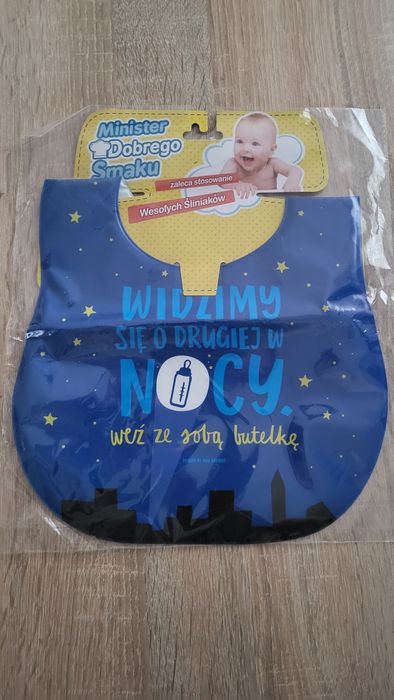 Minister
Dobrego
Smaku
zaleca stosowanie
Wesołych Śliniaków
WIDZIMY
SIĘ O DRUGIEJ W
NOCY.
weź ze sobą butelkę